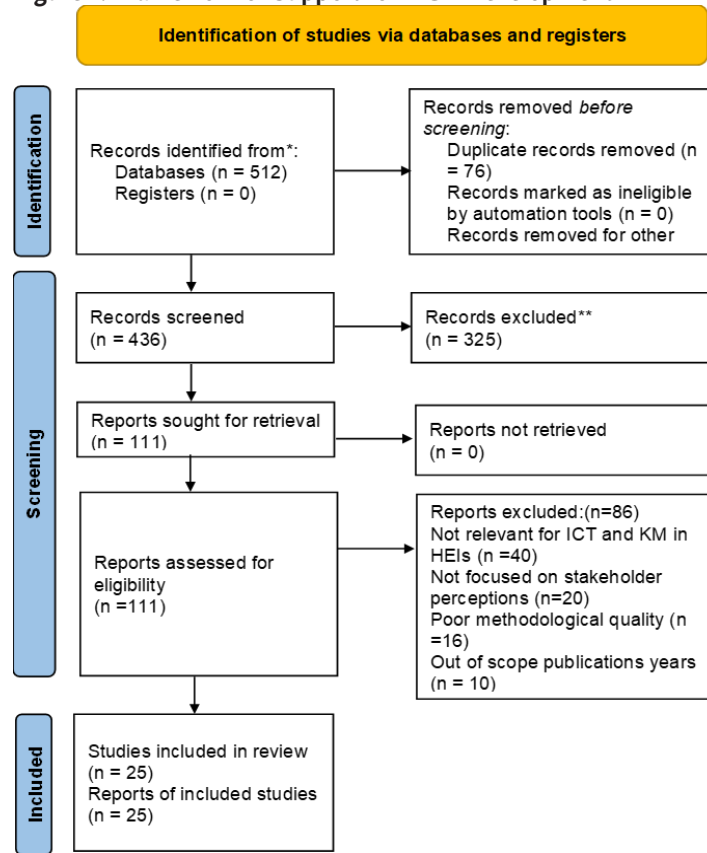 Identification of studies via databases and registers
Identification
Records identified from*:
Databases (n = 512)
Registers (n = 0)
Records removed before
screening:
Duplicate records removed (n
= 76)
Records marked as ineligible
by automation tools (n = 0)
Records removed for other
Screening
Records screened
(n = 436)
Records excluded**
(n = 325)
Reports sought for retrieval
(n = 111)
Reports not retrieved
(n = 0)
Reports assessed for
eligibility
(n =111)
Reports excluded:(n=86)
Not relevant for ICT and KM in
HEIs (n =40)
Not focused on stakeholder
perceptions (n=20)
Poor methodological quality (n
=16)
Out of scope publications years
(n = 10)
Included
Studies included in review
(n = 25)
Reports of included studies
(n = 25)